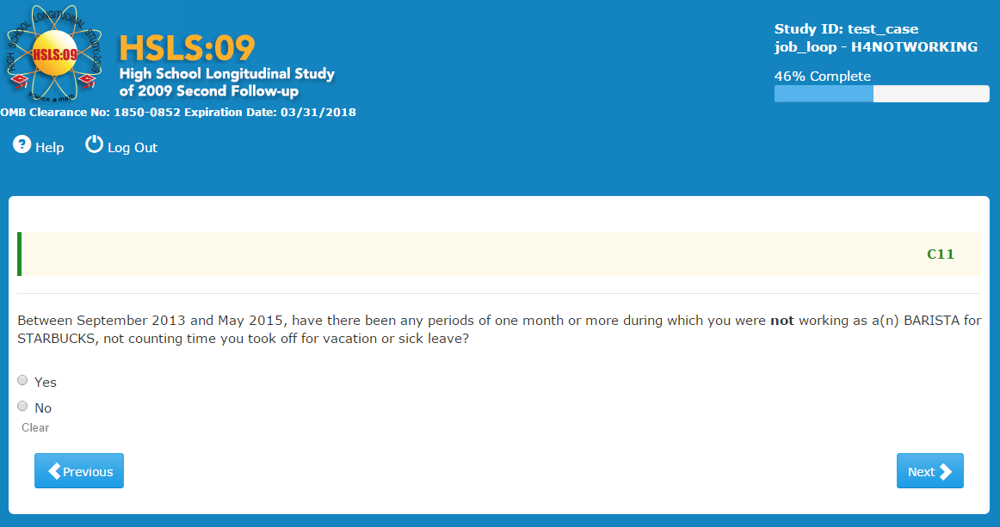 HIGH SCHOOL LONGITUDINAL STUDY:2009
HSLS:09
science ★ math
HSLS:09
High School Longitudinal Study
of 2009 Second Follow-up
OMB Clearance No: 1850-0852 Expiration Date: 03/31/2018
Study ID: test_case
job_loop - H4NOTWORKING
46% Complete
? Help
Log Out
C11
Between September 2013 and May 2015, have there been any periods of one month or more during which you were not working as a(n) BARISTA for
STARBUCKS, not counting time you took off for vacation or sick leave?
Yes
No
Clear
Previous
Next